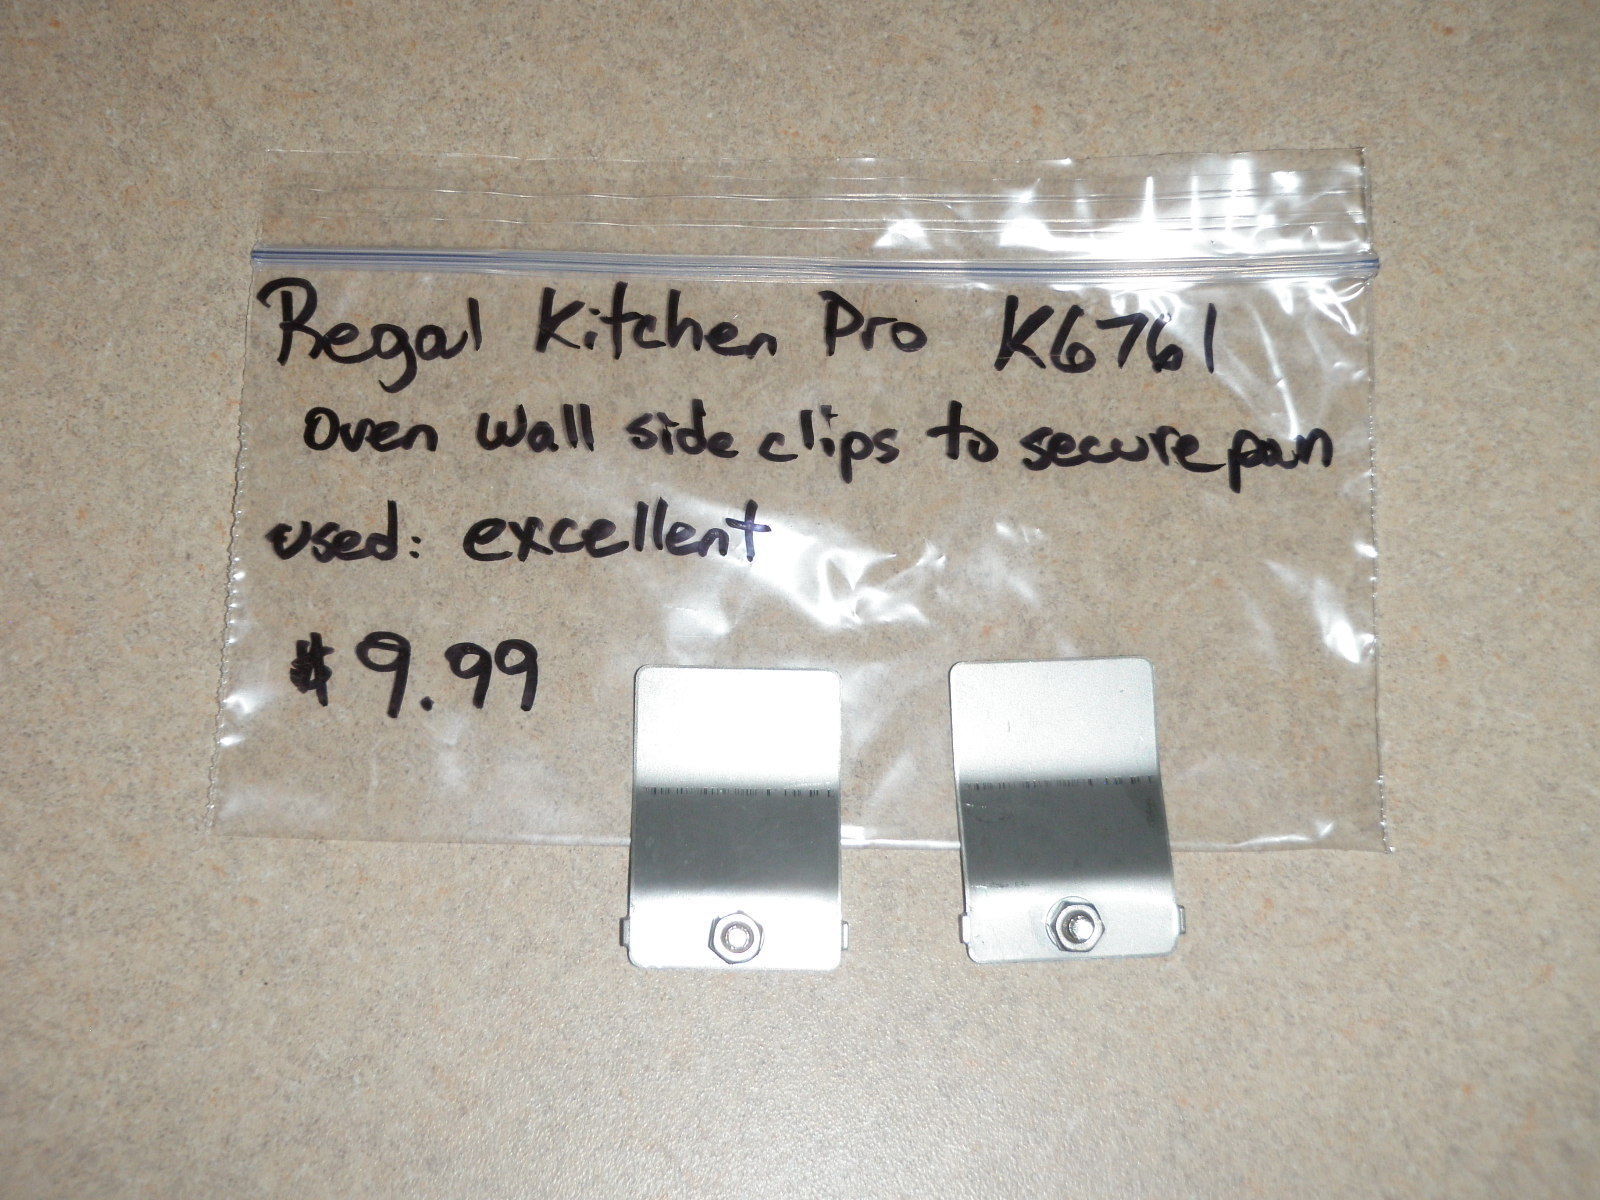 Regal Kitchen Pro K6761
Oven Wall side clips to secure pan
used: excellent
$9.99